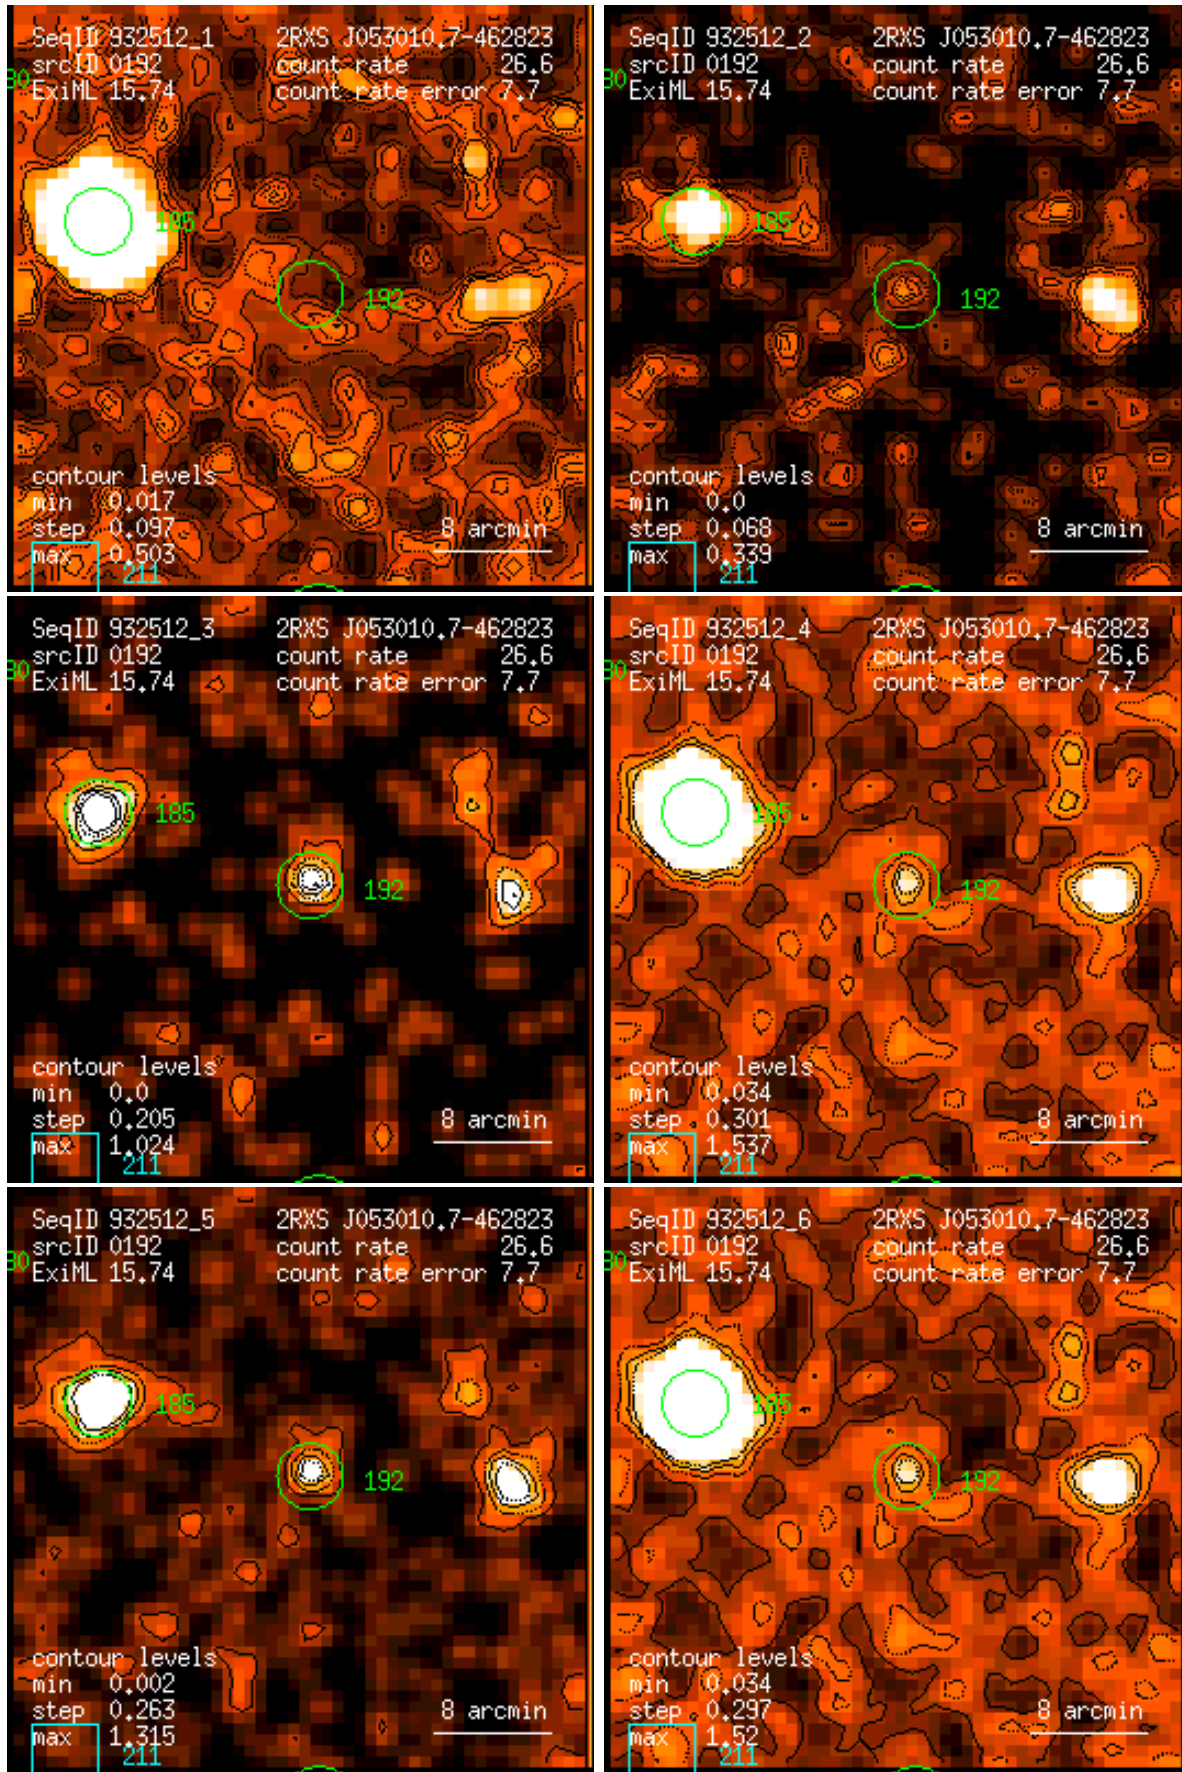 SeqID 932512_1 2RXS J053010.7-462823
srcID 0192 count rate 26.6
80
ExiML 15.74 count rate error 7.7
185
192
contour levels
min 0.017
step 0.097 8 arcmin
max 0.503
211
SeqID 932512_2 2RXS J053010.7-462823
srcID 0192 count rate 26.6
80
ExiML 15.74 count rate error 7.7
185
192
contour levels
min 0.0
step 0.068 8 arcmin
max 0.339
211
SeqID 932512_3 2RXS J053010.7-462823
srcID 0192 count rate 26.6
80
ExiML 15.74 count rate error 7.7
185
192
contour levels
min 0.0
step 0.205 8 arcmin
max 1.024
211
SeqID 932512_4 2RXS J053010.7-462823
srcID 0192 count rate 26.6
80
ExiML 15.74 count rate error 7.7
185
192
contour levels
min 0.034
step 0.301 8 arcmin
max 1.537
211
SeqID 932512_5 2RXS J053010.7-462823
srcID 0192 count rate 26.6
80
ExiML 15.74 count rate error 7.7
185
192
contour levels
min 0.002
step 0.263 8 arcmin
max 1.315
211
SeqID 932512_6 2RXS J053010.7-462823
srcID 0192 count rate 26.6
80
ExiML 15.74 count rate error 7.7
185
192
contour levels
min 0.034
step 0.297 8 arcmin
max 1.52
211